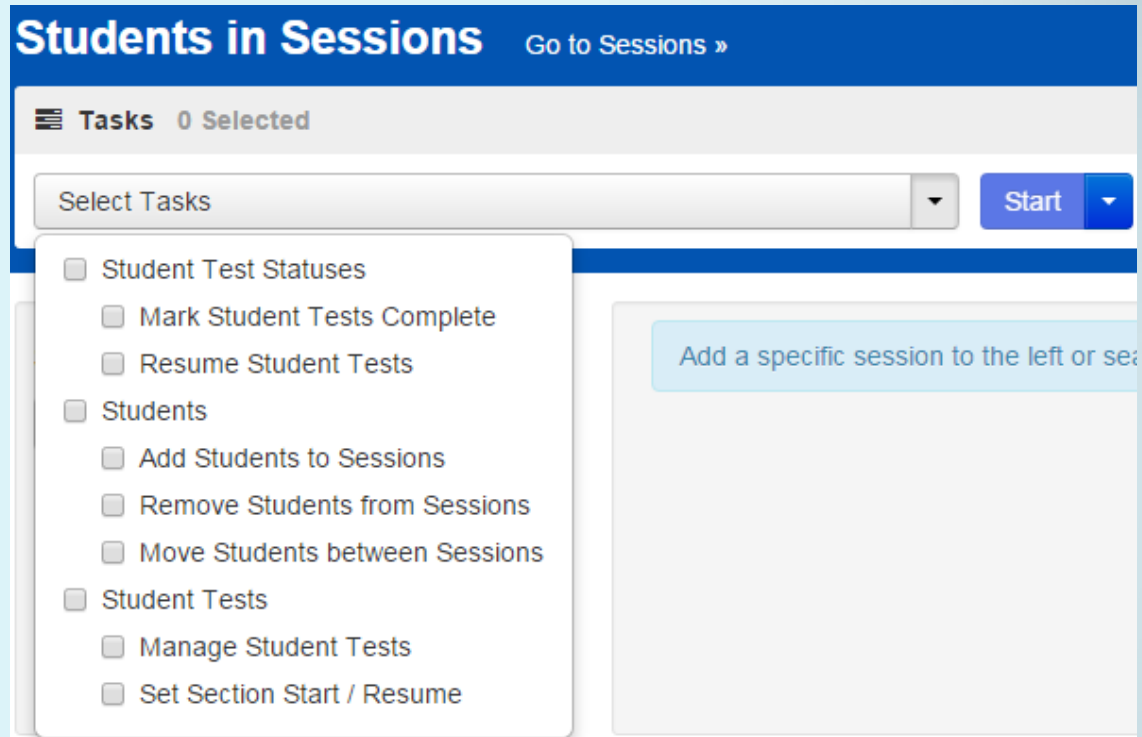 Students in Sessions Go to Sessions »
Tasks 0 Selected
Select Tasks Start
Student Test Statuses
Mark Student Tests Complete
Resume Student Tests
Students
Add Students to Sessions
Remove Students from Sessions
Move Students between Sessions
Student Tests
Manage Student Tests
Set Section Start / Resume
Add a specific session to the left or